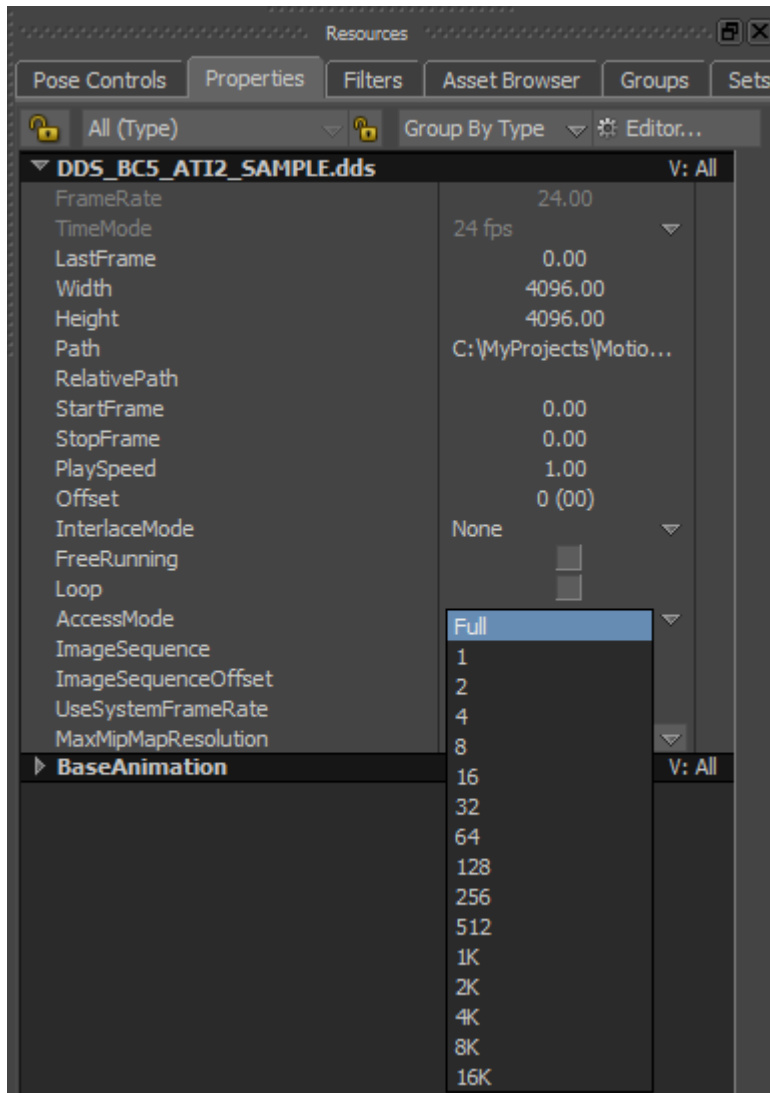 Resources
Pose Controls Properties Filters Asset Browser Groups Sets
All (Type) Group By Type Editor...
DDS_BC5_ATI2_SAMPLE.dds V: All
FrameRate 24.00
TimeMode 24 fps
LastFrame 0.00
Width 4096.00
Height 4096.00
Path C:\MyProjects\Motio...
RelativePath
StartFrame 0.00
StopFrame 0.00
PlaySpeed 1.00
Offset 0 (00)
InterlaceMode None
FreeRunning
Loop
AccessMode Full
ImageSequence 1
ImageSequenceOffset 2
UseSystemFrameRate 4
MaxMipMapResolution 8
BaseAnimation V: All
16
32
64
128
256
512
1K
2K
4K
8K
16K